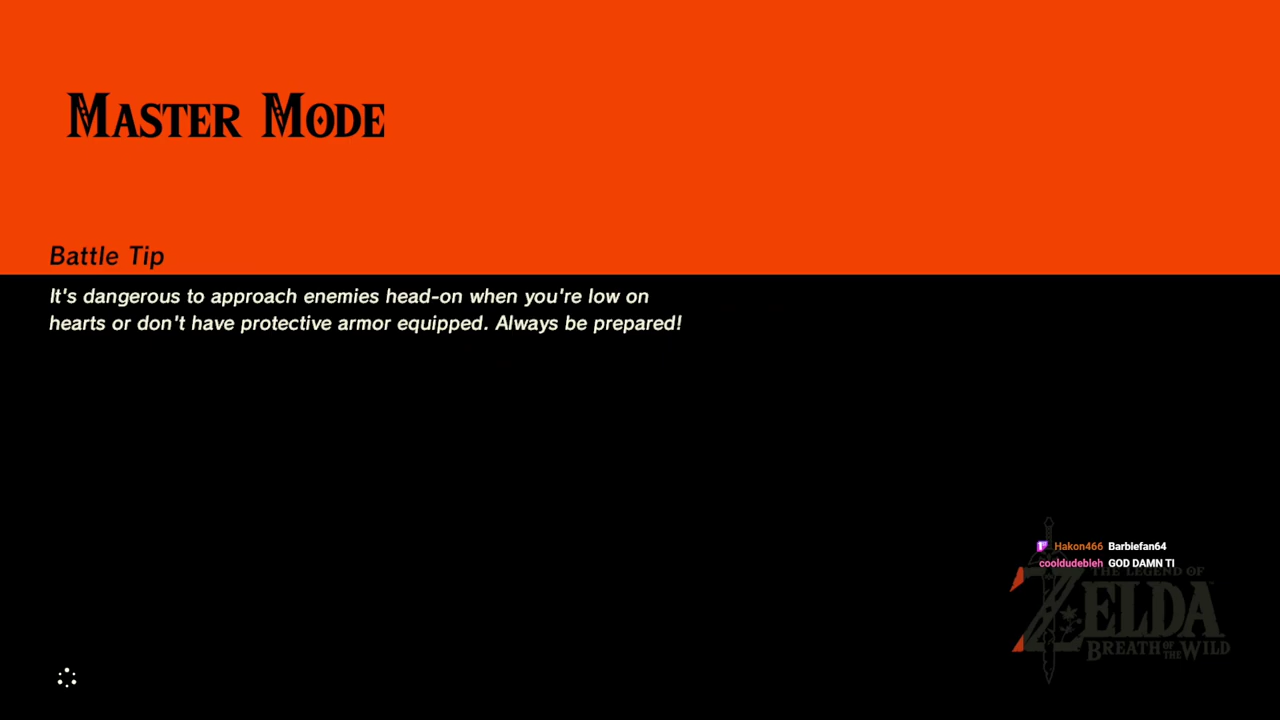 Master Mode
Battle Tip
It's dangerous to approach enemies head-on when you're low on
hearts or don't have protective armor equipped. Always be prepared!
Hakon466 Barbiefan64
cooldudebleh GOD DAMN TI
THE LEGEND OF
ZELDA
BREATH OF THE WILD